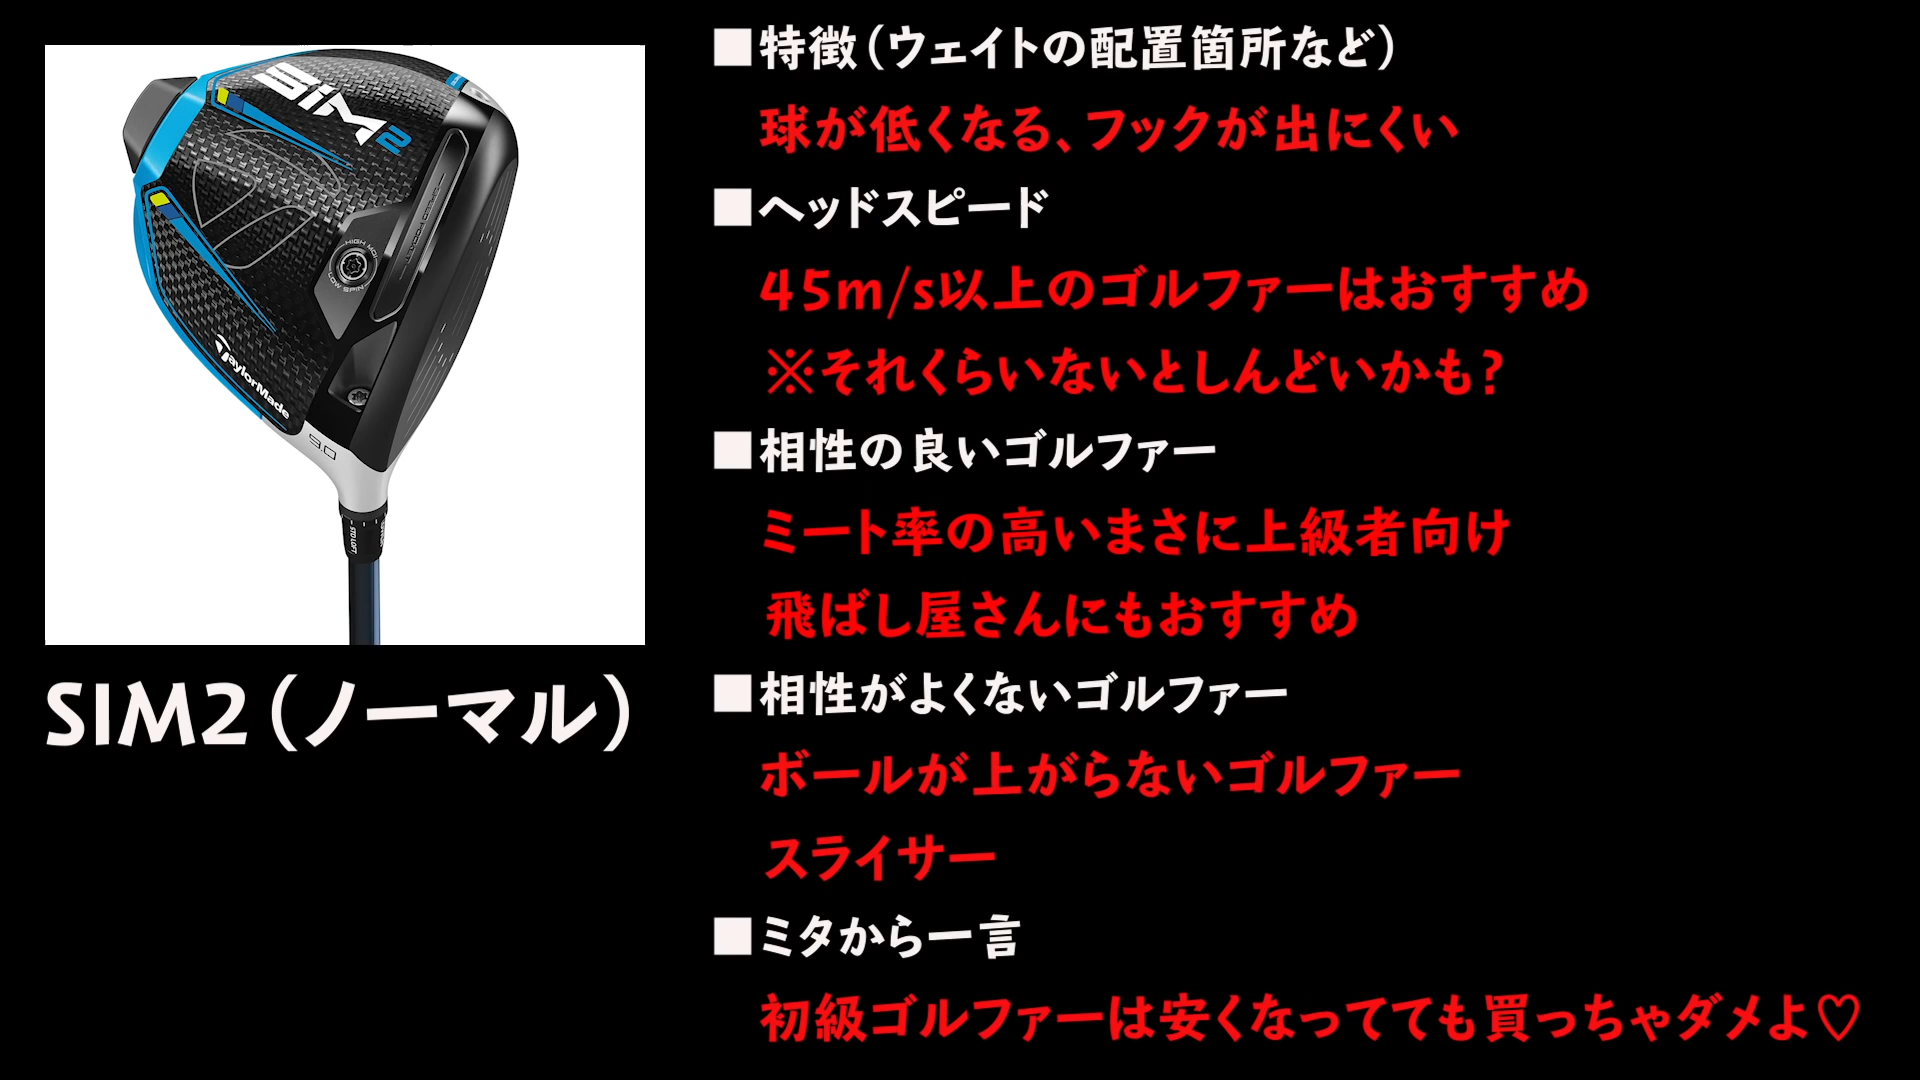 SiM2
HIGH MOI
LOW SPIN
TaylorMade
9.0
STD LOFT
SIM2(ノーマル)
■特徴(ウェイトの配置箇所など)
球が低くなる、フックが出にくい
■ヘッドスピード
45m/s以上のゴルファーはおすすめ
※それくらいないとしんどいかも?
■相性の良いゴルファー
ミート率の高いまさに上級者向け
飛ばし屋さんにもおすすめ
■相性がよくないゴルファー
ボールが上がらないゴルファー
スライサー
■ミタから一言
初級ゴルファーは安くなってても買っちゃダメよ♡